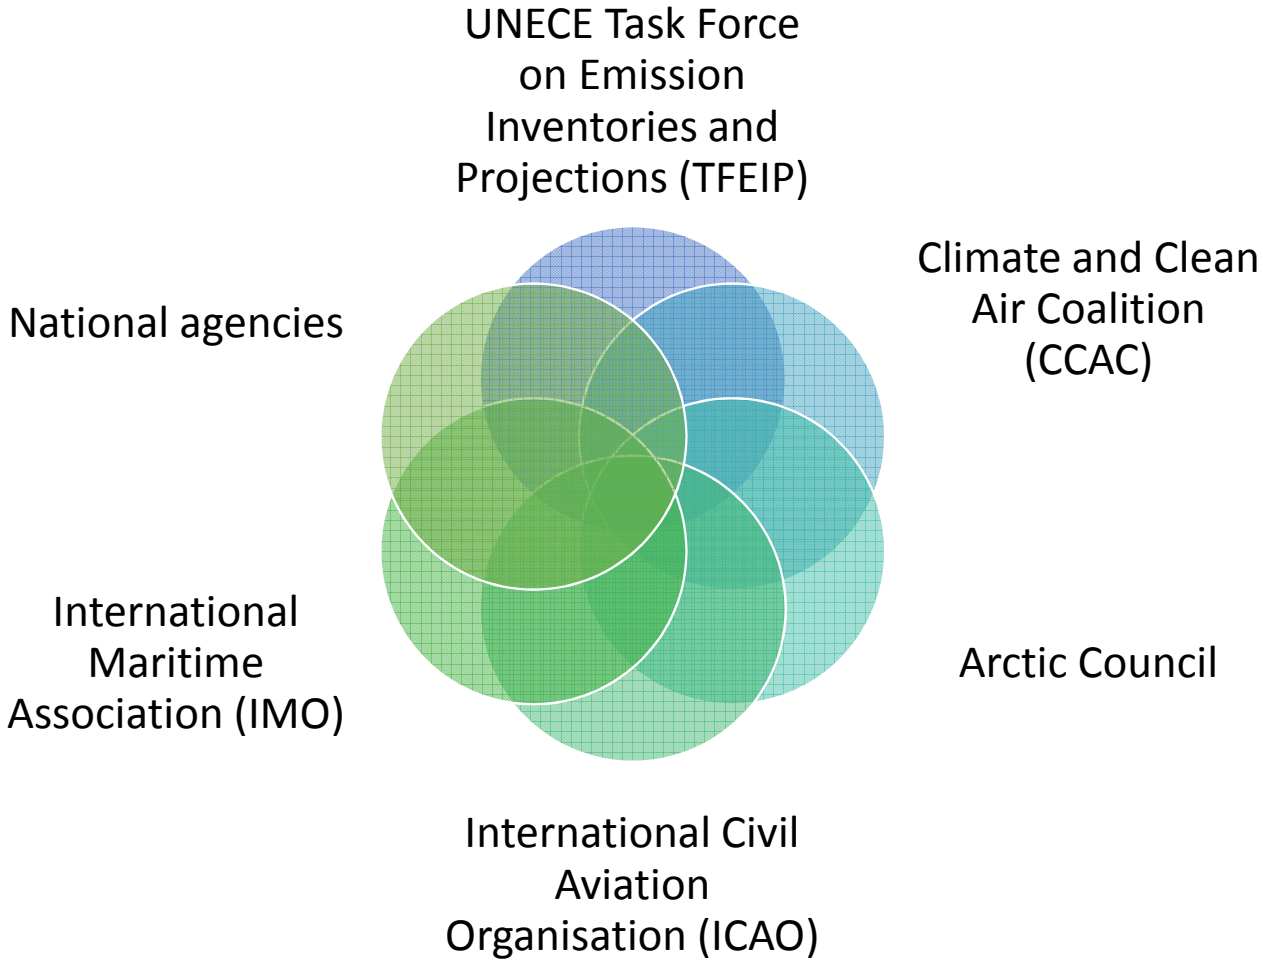 UNECE Task Force
on Emission
Inventories and
Projections (TFEIP)
Climate and Clean
Air Coalition
(CCAC)
Arctic Council
International Civil
Aviation
Organisation (ICAO)
International
Maritime
Association (IMO)
National agencies